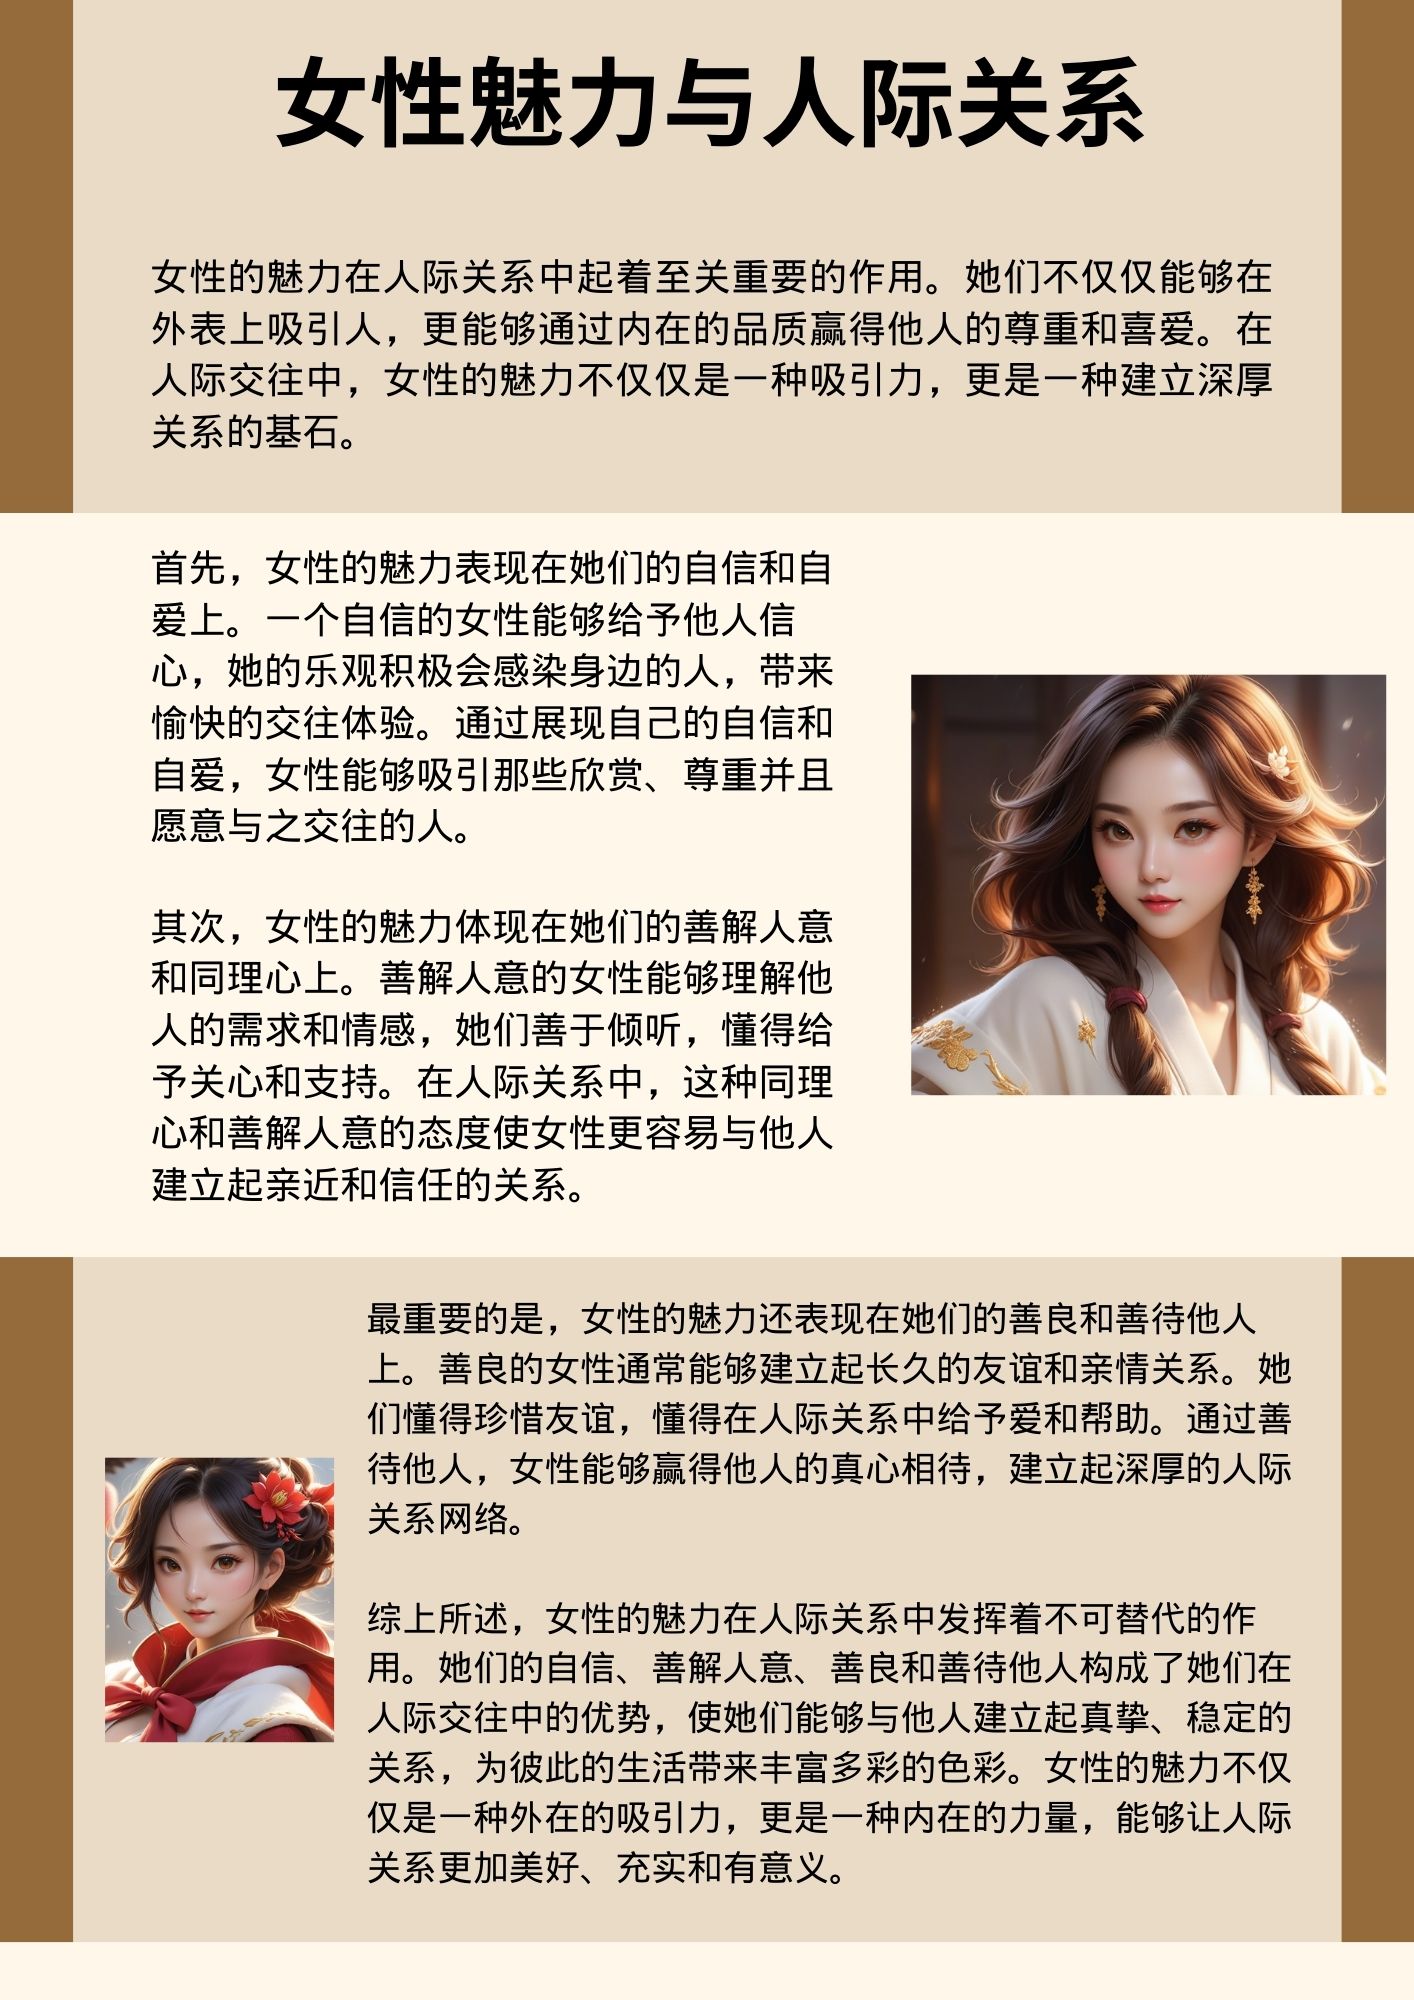 女性魅力与人际关系
女性的魅力在人际关系中起着至关重要的作用。她们不仅仅能够在
外表上吸引人，更能够通过内在的品质赢得他人的尊重和喜爱。在
人际交往中，女性的魅力不仅仅是一种吸引力，更是一种建立深厚
关系的基石。
首先，女性的魅力表现在她们的自信和自
爱上。一个自信的女性能够给予他人信
心，她的乐观积极会感染身边的人，带来
愉快的交往体验。通过展现自己的自信和
自爱，女性能够吸引那些欣赏、尊重并且
愿意与之交往的人。
其次，女性的魅力体现在她们的善解人意
和同理心上。善解人意的女性能够理解他
人的需求和情感，她们善于倾听，懂得给
予关心和支持。在人际关系中，这种同理
心和善解人意的态度使女性更容易与他人
建立起亲近和信任的关系。
最重要的是，女性的魅力还表现在她们的善良和善待他人
上。善良的女性通常能够建立起长久的友谊和亲情关系。她
们懂得珍惜友谊，懂得在人际关系中给予爱和帮助。通过善
待他人，女性能够赢得他人的真心相待，建立起深厚的人际
关系网络。
综上所述，女性的魅力在人际关系中发挥着不可替代的作
用。她们的自信、善解人意、善良和善待他人构成了她们在
人际交往中的优势，使她们能够与他人建立起真挚、稳定的
关系，为彼此的生活带来丰富多彩的色彩。女性的魅力不仅
仅是一种外在的吸引力，更是一种内在的力量，能够让人际
关系更加美好、充实和有意义。